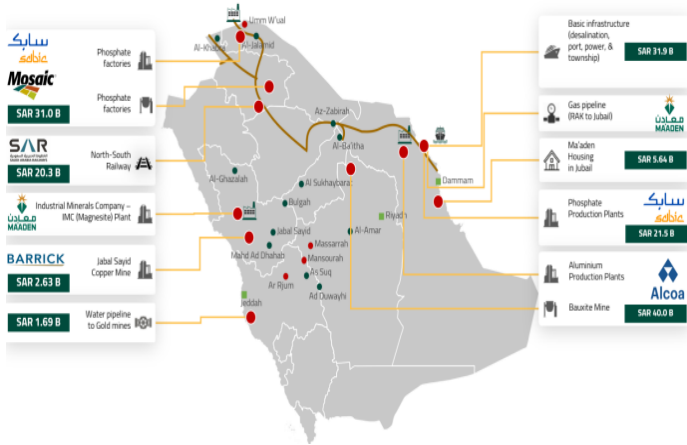 سابك
sabic
Mosaic
SAR 31.0 B
Phosphate
factories
Phosphate
factories
SAR
SAR 20.3 B
North-South
Railway
معادن
MAADEN
Industrial Minerals Company –
IMC (Magnesite) Plant
BARRICK
SAR 2.63 B
Jabal Sayid
Copper Mine
SAR 1.69 B
Water pipeline
to Gold mines
Umm W'ual
Al-Khabra
Al-Jalamid
Az-Zabirah
Al-Ba'itha
Al-Ghazalah
Al Sukhaybarat
Bulgah
Dammam
Riyadh
Jabal Sayid
Mahd Ad Dhahab
Massarrah
Mansourah
Al-Amar
As Suq
Ar Rjum
Ad Duwayhi
Jeddah
Basic infrastructure
(desalination,
port, power, &
township)
SAR 31.9 B
Gas pipeline
(RAK to Jubail)
معادن
MAADEN
Ma'aden
Housing
in Jubail
SAR 5.64 B
Phosphate
Production Plants
سابك
sabic
SAR 21.5 B
Aluminium
Production Plants
Alcoa
Bauxite Mine
SAR 40.0 B